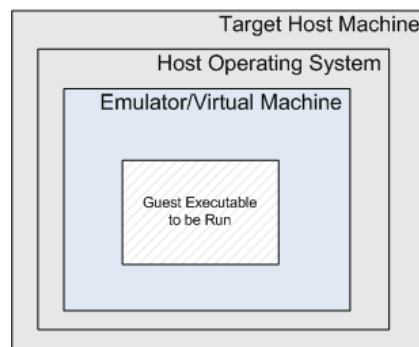 Target Host Machine
Host Operating System
Emulator/Virtual Machine
Guest Executable
to be Run